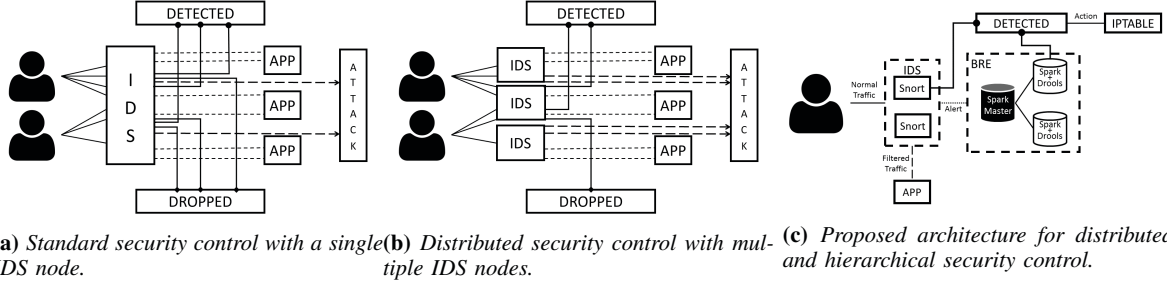 DETECTED
I
D
S
APP
APP
APP
A
T
T
A
C
K
DROPPED
DETECTED
IDS
IDS
IDS
APP
APP
APP
A
T
T
A
C
K
DROPPED
DETECTED
Action
IPTABLE
Normal
Traffic
IDS
Snort
Snort
Alert
BRE
Spark
Master
Spark
+
Drools
Spark
+
Drools
Filtered
Traffic
APP
a) Standard security control with a single
IDS node.
(b) Distributed security control with mul-
tiple IDS nodes.
(c) Proposed architecture for distributed
and hierarchical security control.